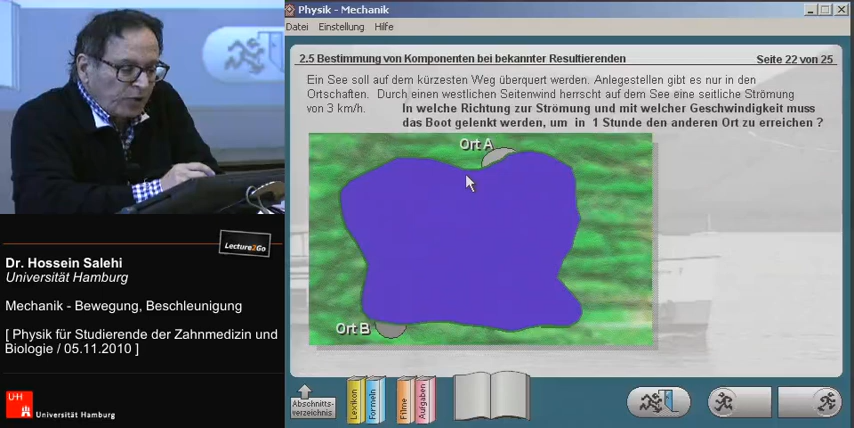 Physik - Mechanik
Datei Einstellung Hilfe
2.5 Bestimmung von Komponenten bei bekannter Resultierenden
Seite 22 von 25
Ein See soll auf dem kürzesten Weg überquert werden. Anlegestellen gibt es nur in den
Ortschaften. Durch einen westlichen Seitenwind herrscht auf dem See eine seitliche Strömung
von 3 km/h. In welche Richtung zur Strömung und mit welcher Geschwindigkeit muss
das Boot gelenkt werden, um in 1 Stunde den anderen Ort zu erreichen ?
Ort A
Ort B
Abschnitts-
verzeichnis
Lexikon
Formeln
Filme
Aufgaben
Lecture2Go
Dr. Hossein Salehi
Universität Hamburg
Mechanik - Bewegung, Beschleunigung
[ Physik für Studierende der Zahnmedizin und
Biologie / 05.11.2010 ]
UH
Universität Hamburg